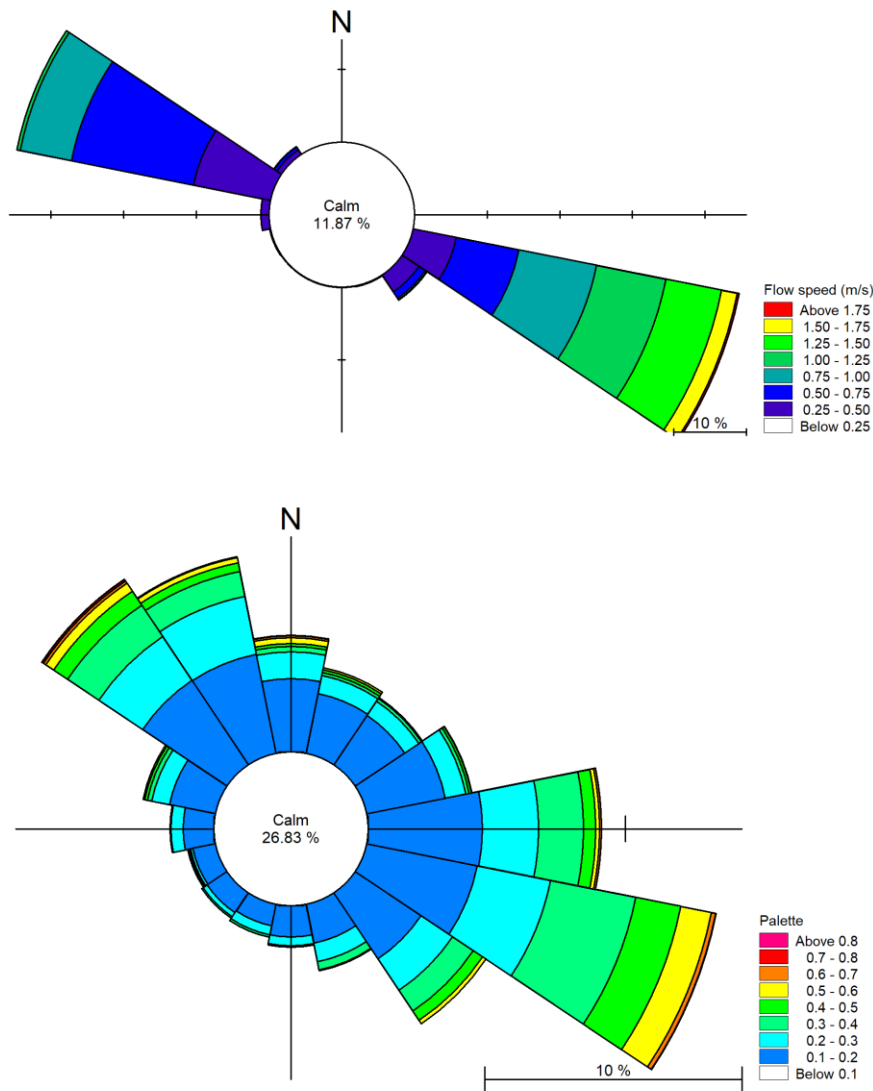 N
Calm
11.87 %
Flow speed (m/s)
Above 1.75
1.50 - 1.75
1.25 - 1.50
1.00 - 1.25
0.75 - 1.00
0.50 - 0.75
0.25 - 0.50
Below 0.25
10 %
N
Calm
26.83 %
Palette
Above 0.8
0.7 - 0.8
0.6 - 0.7
0.5 - 0.6
0.4 - 0.5
0.3 - 0.4
0.2 - 0.3
0.1 - 0.2
Below 0.1
10 %